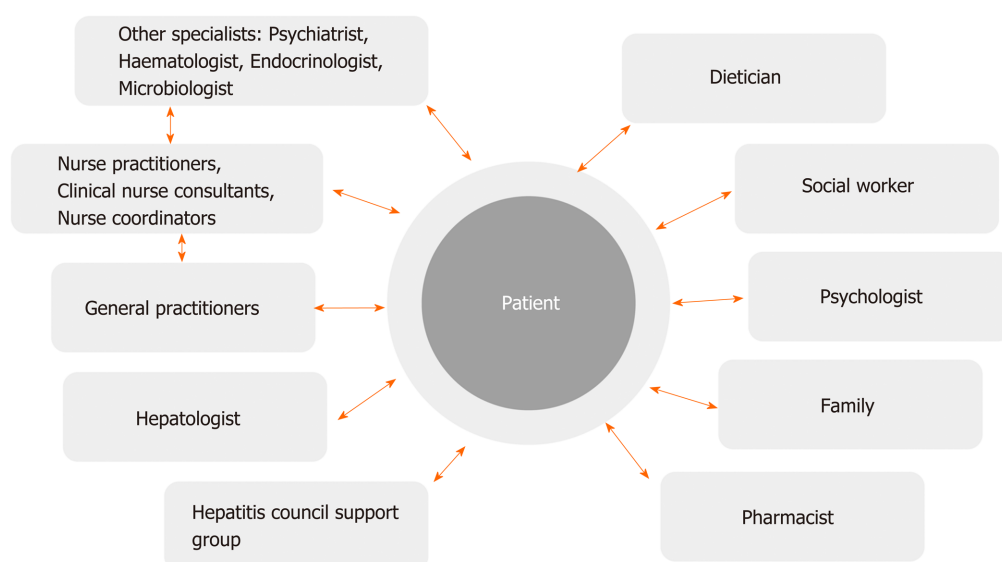 Other specialists: Psychiatrist,
Haematologist, Endocrinologist,
Microbiologist
Dietician
Nurse practitioners,
Clinical nurse consultants,
Nurse coordinators
Social worker
General practitioners
Patient
Psychologist
Hepatologist
Family
Hepatitis council support
group
Pharmacist